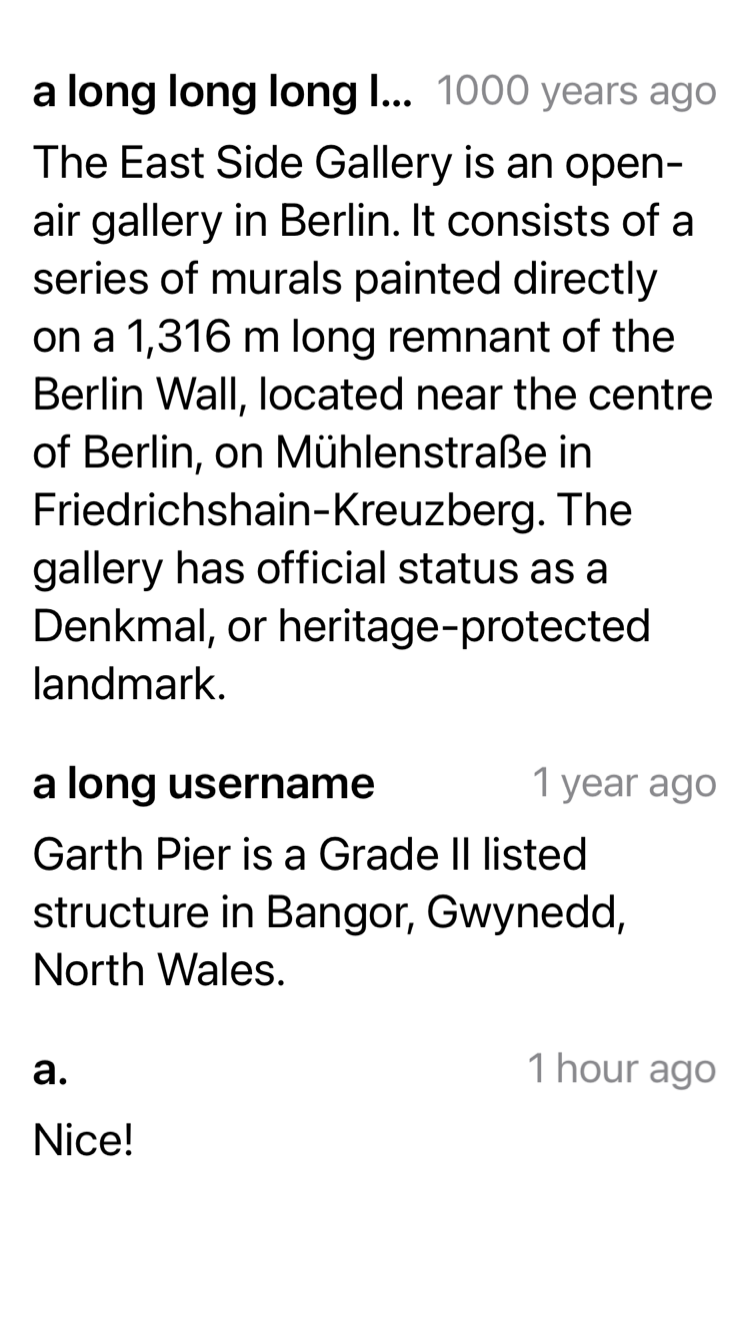 a long long long l... 1000 years ago
The East Side Gallery is an open-
air gallery in Berlin. It consists of a
series of murals painted directly
on a 1,316 m long remnant of the
Berlin Wall, located near the centre
of Berlin, on Mühlenstraße in
Friedrichshain-Kreuzberg. The
gallery has official status as a
Denkmal, or heritage-protected
landmark.
a long username 1 year ago
Garth Pier is a Grade II listed
structure in Bangor, Gwynedd,
North Wales.
a. 1 hour ago
Nice!